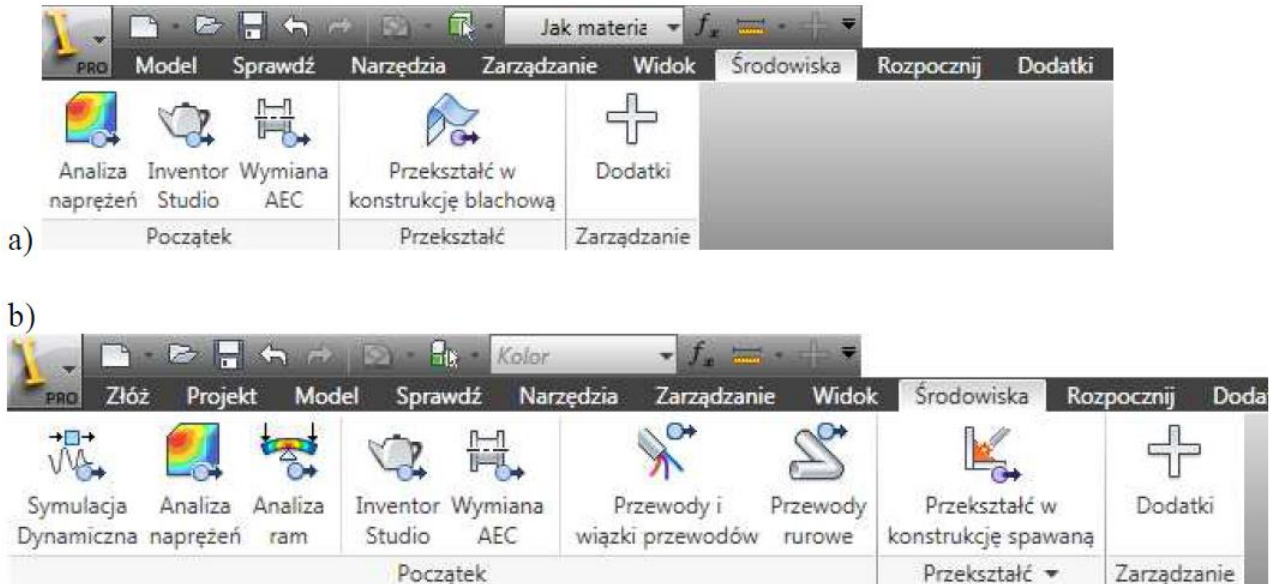 Jak materia
PRO Model Sprawdź Narzędzia Zarządzanie Widok Środowiska Rozpocznij Dodatki
Analiza Inventor Wymiana Przekształć w Dodatki
naprężeń Studio AEC konstrukcję blachową
a) Początek Przekształć Zarządzanie
b)
Kolor
PRO Złóż Projekt Model Sprawdź Narzędzia Zarządzanie Widok Środowiska Rozpocznij Doda
Symulacja Analiza Analiza Inventor Wymiana Przewody i Przewody Przekształć w Dodatki
Dynamiczna naprężeń ram Studio AEC wiązki przewodów rurowe konstrukcję spawaną
Początek Przekształć Zarządzanie